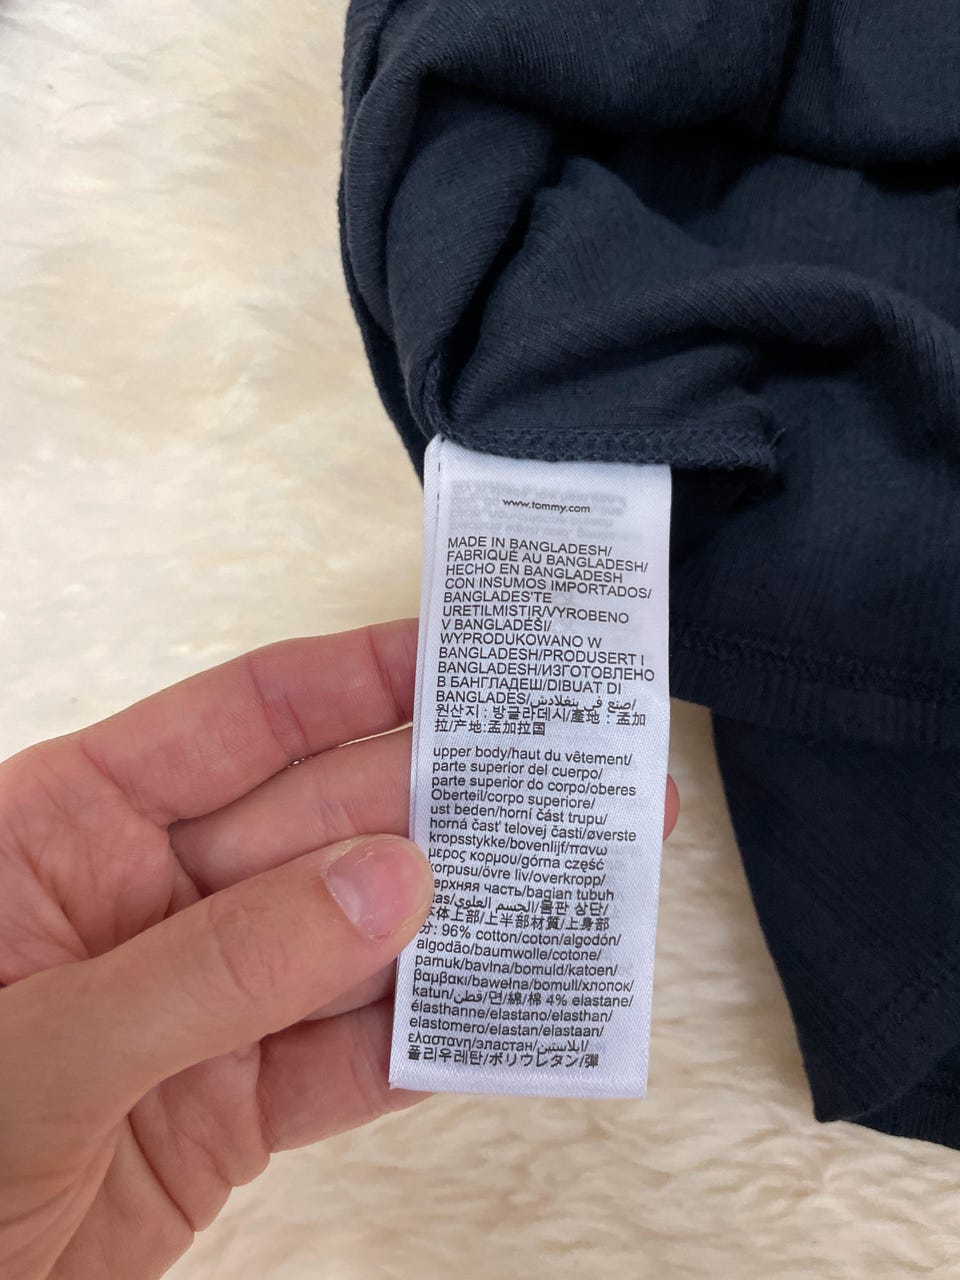 www.tommy.com
MADE IN BANGLADESH/
FABRIQUÉ AU BANGLADESH/
HECHO EN BANGLADESH
CON INSUMOS IMPORTADOS/
BANGLADEŞ'TE
ÜRETİLMİŞTİR/VYROBENO
V BANGLADÉŠI/
WYPRODUKOWANO W
BANGLADESH/PRODUSERT I
BANGLADESH/ИЗГОТОВЛЕНО
В БАНГЛАДЕШ/DIBUAT DI
BANGLADES/صنع في بنغلادش/
원산지 : 방글라데시/產地 : 孟加
拉/产地:孟加拉国
upper body/haut du vêtement/
parte superior del cuerpo/
parte superior do corpo/oberes
Oberteil/corpo superiore/
üst beden/horní část trupu/
horná časť telovej časti/øverste
kropsstykke/bovenlijf/πανω
μερος κορμου/górna część
korpusu/övre liv/overkropp/
верхняя часть/bagian tubuh
atas/الجسم العلوي/몸판 상단/
本体上部/上半部材質/上身部
分: 96% cotton/coton/algodón/
algodão/baumwolle/cotone/
pamuk/bavlna/bomuld/katoen/
βαμβακι/bawełna/bomull/хлопок/
katun/قطن/면/綿/棉 4% elastane/
élasthanne/elastano/elasthan/
elastomero/elastan/elastaan/
ελαστανη/эластан/ايلاستين/
폴리우레탄/ポリウレタン/彈